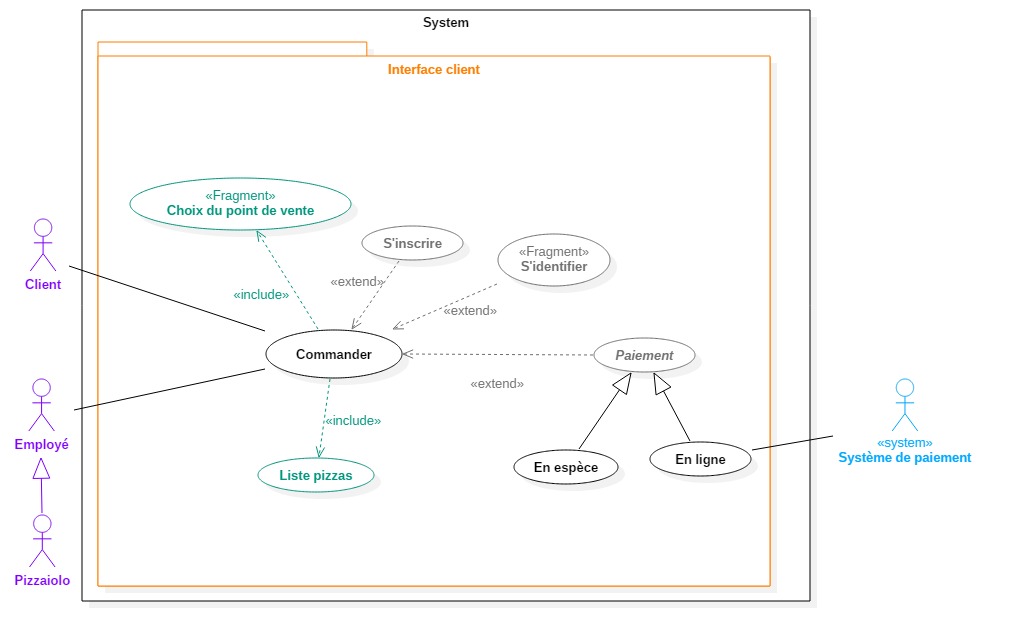 System
Interface client
«Fragment»
Choix du point de vente
S'inscrire
«Fragment»
S'identifier
Client
«extend»
«include»
«extend»
Commander
Paiement
«extend»
Employé
«include»
«system»
Système de paiement
En espèce
En ligne
Liste pizzas
Pizzaiolo